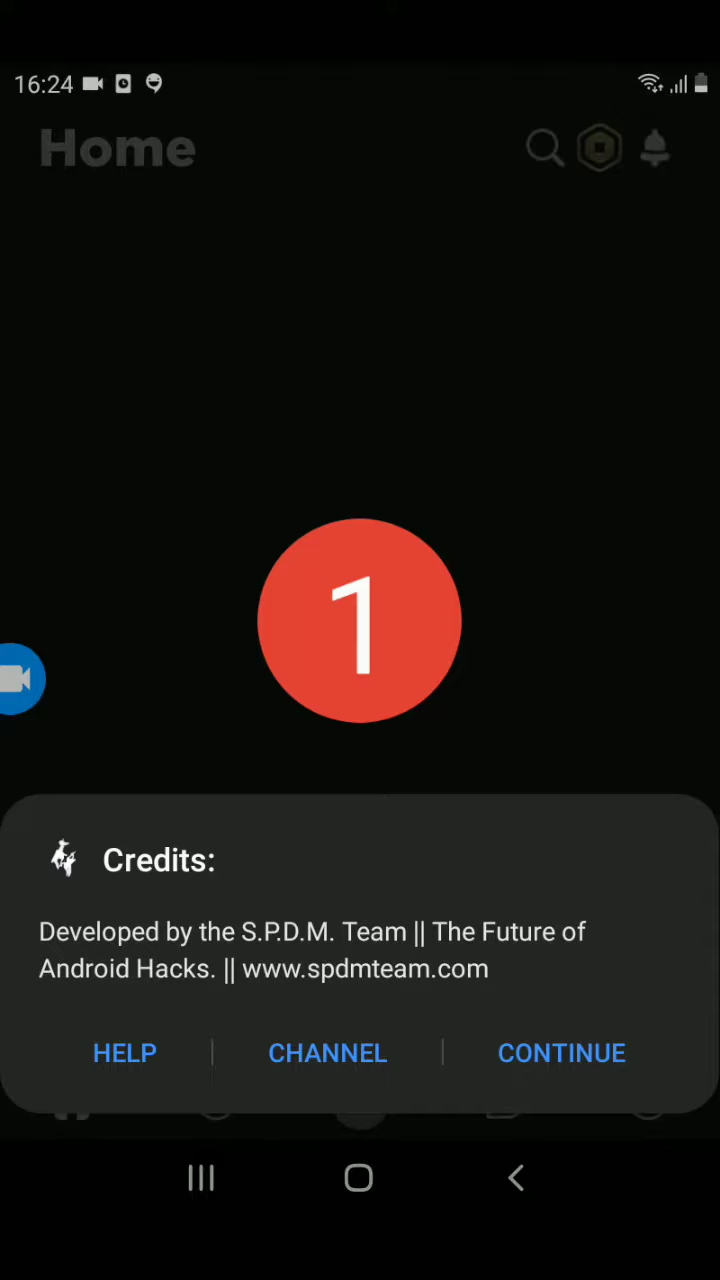 16:24
Home
1
Credits:
Developed by the S.P.D.M. Team || The Future of
Android Hacks. || www.spdmteam.com
HELP
CHANNEL
CONTINUE